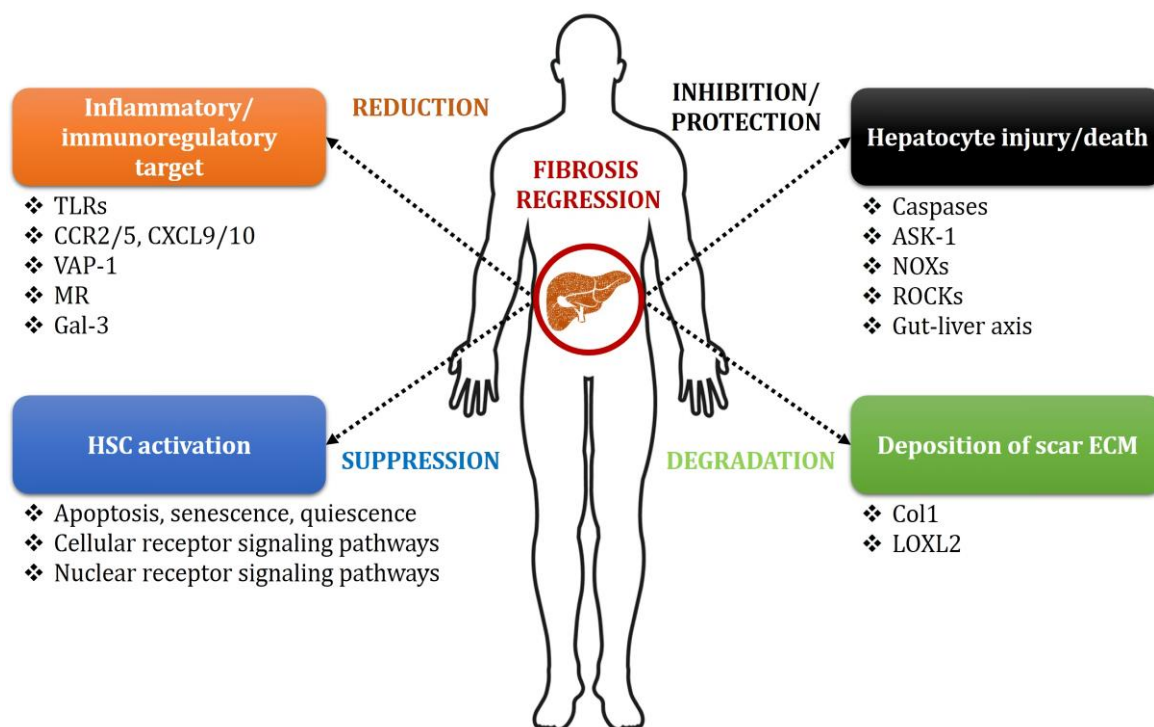 Inflammatory/
immunoregulatory
target
❖ TLRs
❖ CCR2/5, CXCL9/10
❖ VAP-1
❖ MR
❖ Gal-3
REDUCTION
FIBROSIS
REGRESSION
INHIBITION/
PROTECTION
Hepatocyte injury/death
❖ Caspases
❖ ASK-1
❖ NOXs
❖ ROCKs
❖ Gut-liver axis
HSC activation
❖ Apoptosis, senescence, quiescence
❖ Cellular receptor signaling pathways
❖ Nuclear receptor signaling pathways
SUPPRESSION
DEGRADATION
Deposition of scar ECM
❖ Col1
❖ LOXL2